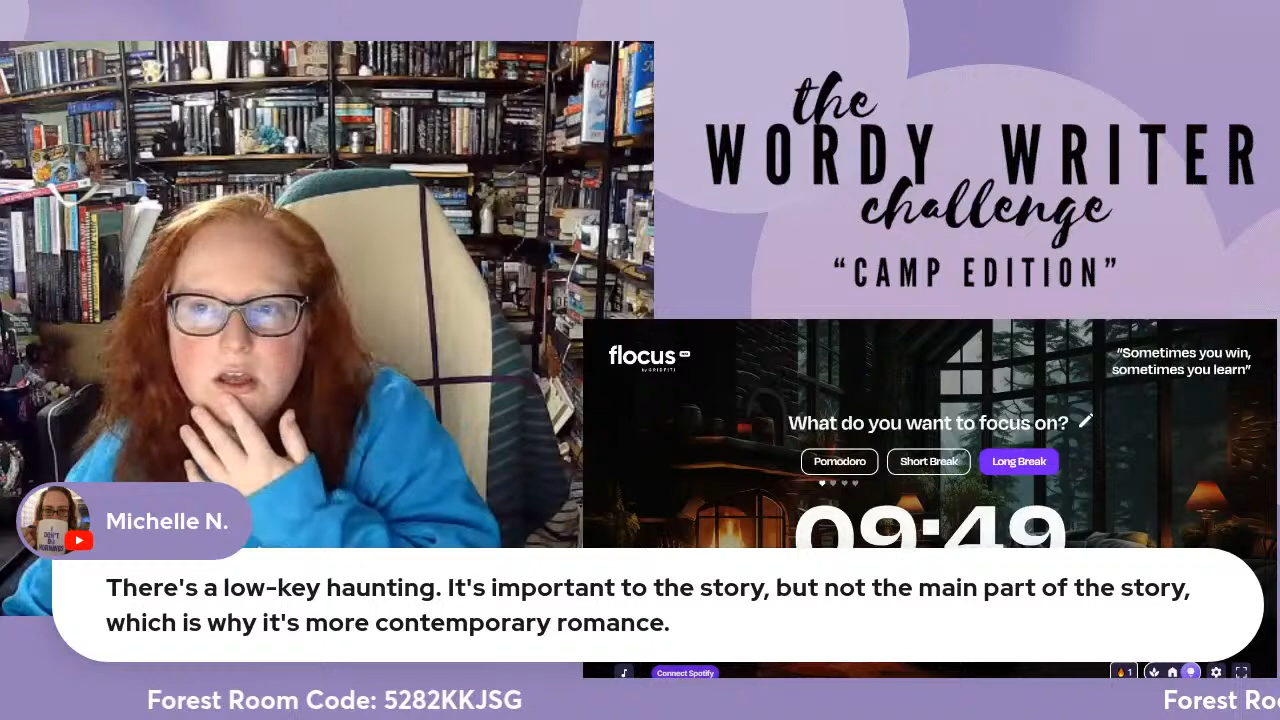 the
WORDY WRITER
challenge
“CAMP EDITION”
flocus
by GRIDFITI
“Sometimes you win,
sometimes you learn”
What do you want to focus on?
Pomodoro
Short Break
Long Break
09:49
Michelle N.
There's a low-key haunting. It's important to the story, but not the main part of the story,
which is why it's more contemporary romance.
Connect Spotify
1
Forest Room Code: 5282KKJSG
Forest Roo